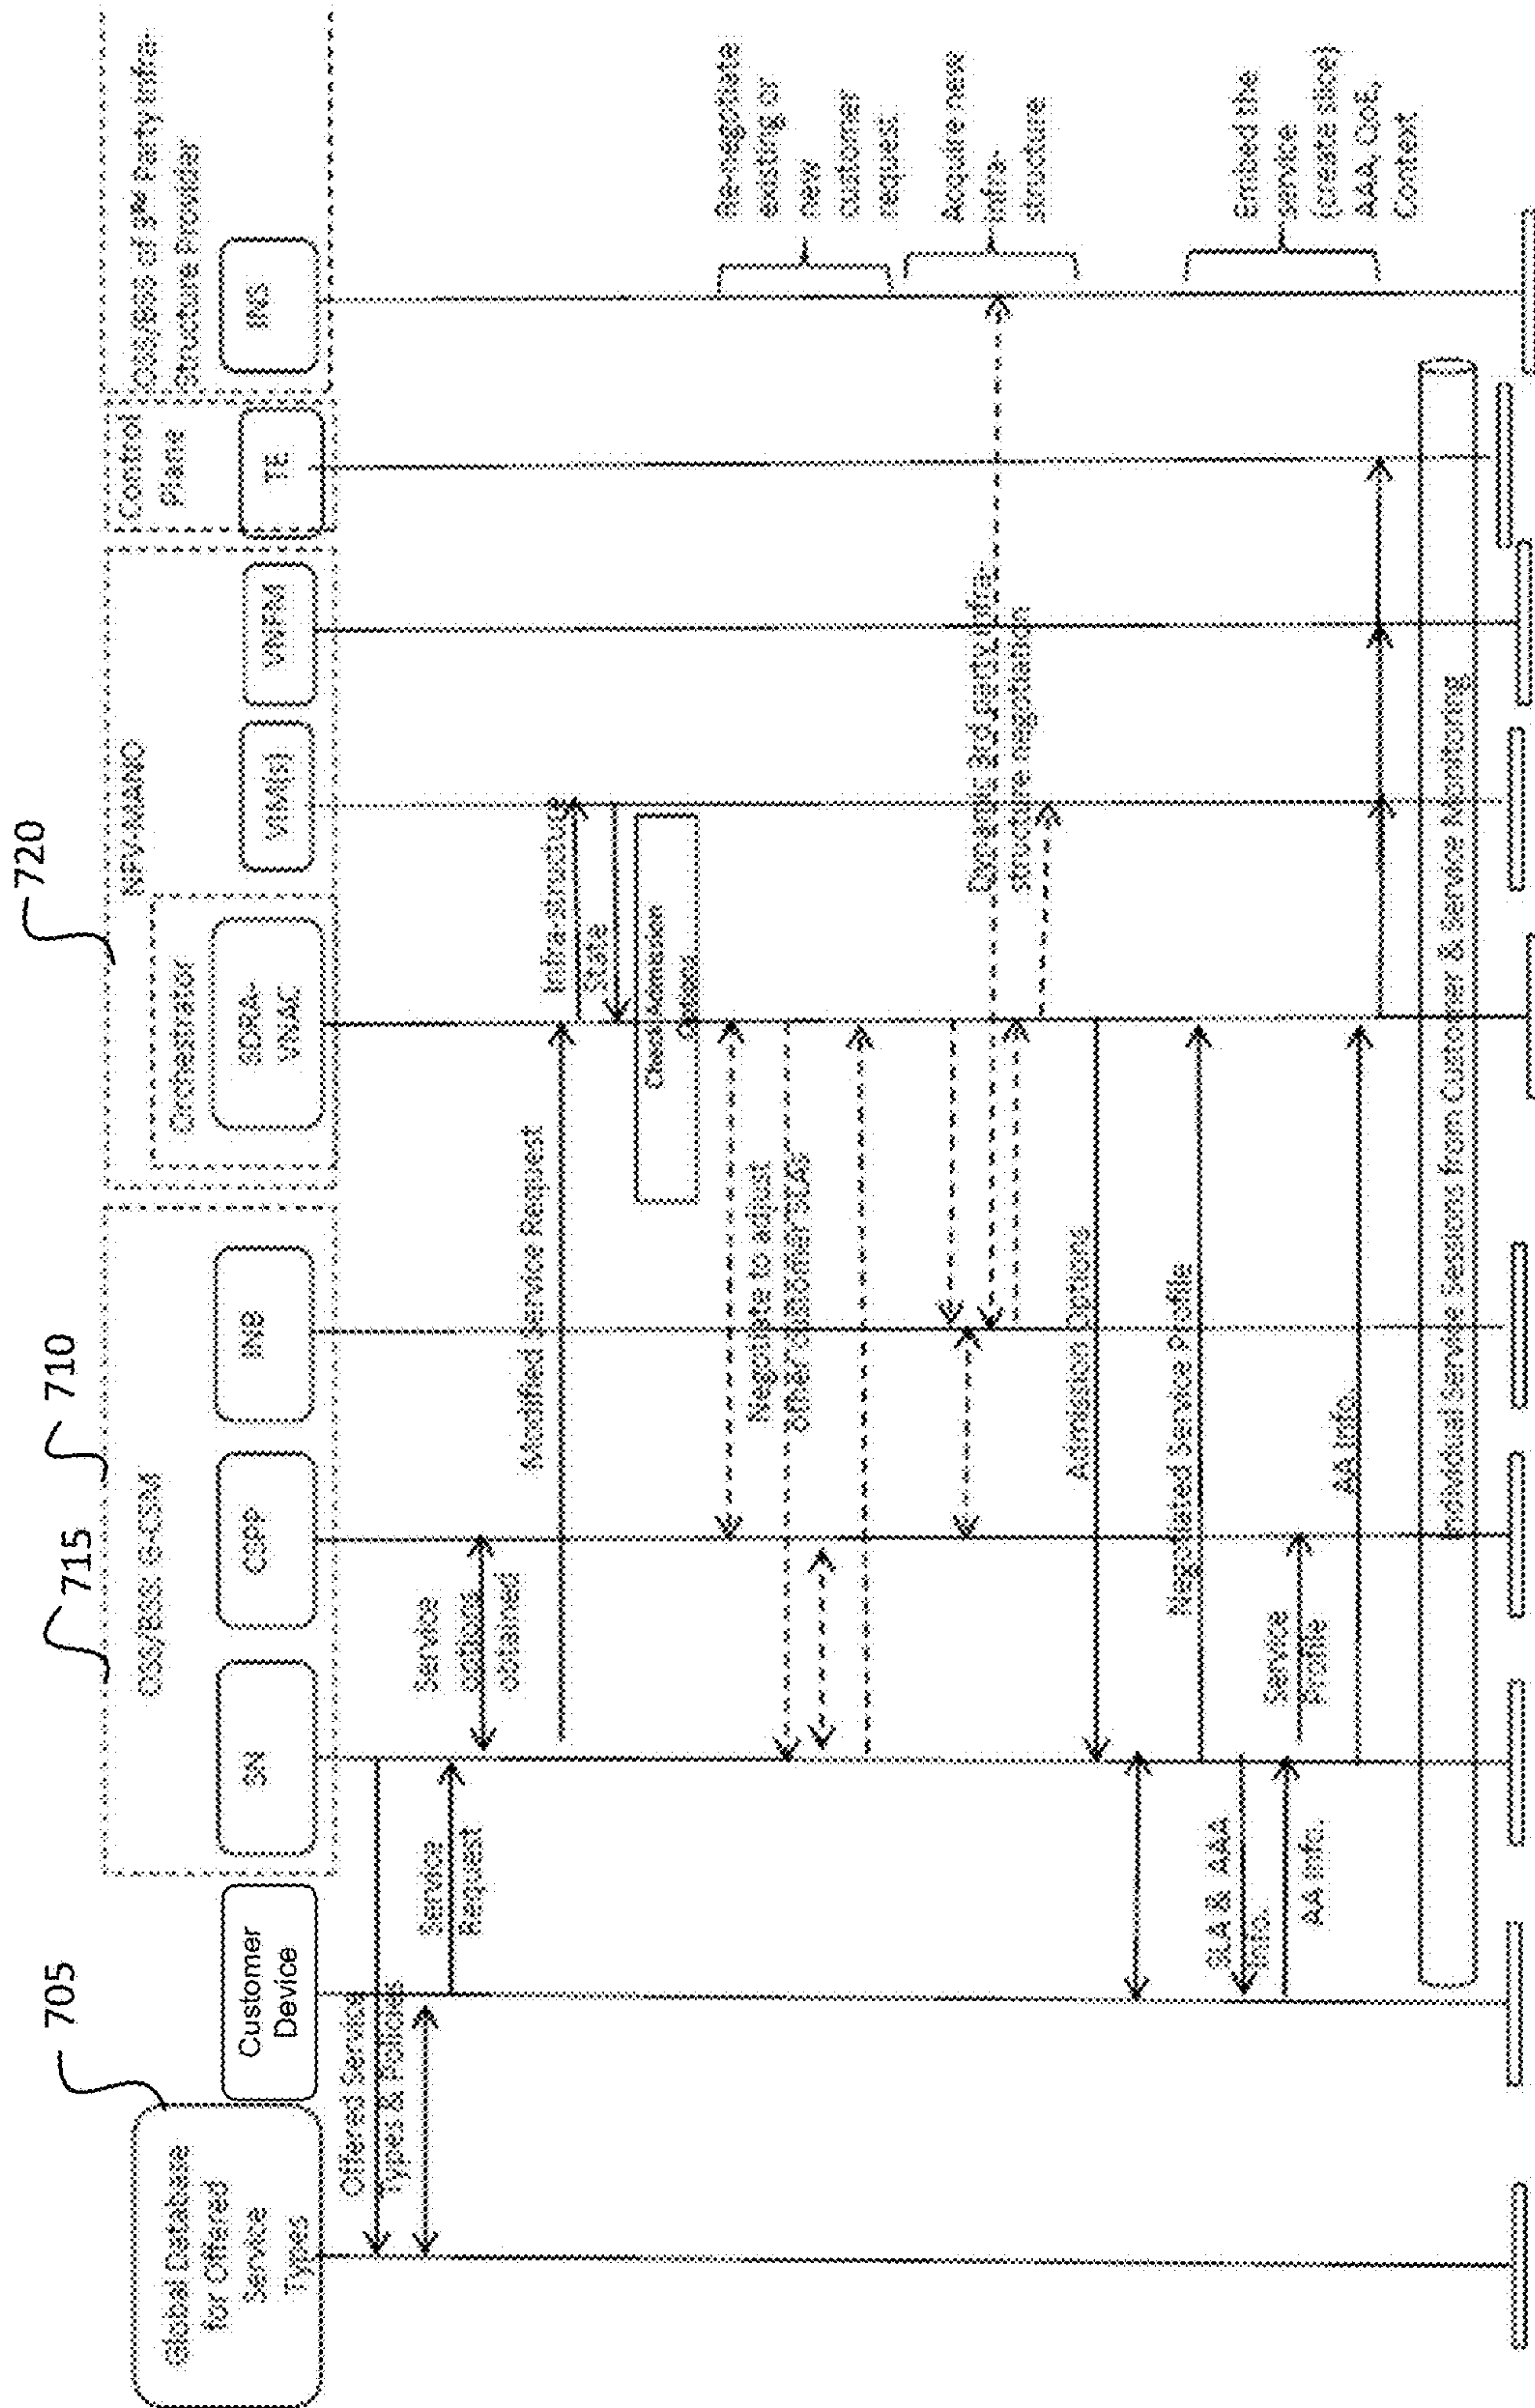 705
715
710
720
Global Database
for Offered
Service
Types
Customer
Device
OSS/BSS: G-CSM
SN
CSPP
INB
NFV-MANO
Orchestrator
SDRA-
VNAC
VIM(s)
VNFM
Control
Plane
TE
OSS/BSS of 3rd Party Infra-
Structure Provider
INS
Offered Service
Types & Policies
Service
Request
Service
options
obtained
Modified Service Request
Infra-structure
State
Check Admission
Negotiate to adjust
other customer SLAs
Re-negotiate
existing or
new
customer
request
Dynamic 3rd party infra-
structure negotiation
Acquire new
infra-
structure
Admission Options
Negotiated Service Profile
SLA & AAA
Info.
AA Info.
Service
Profile
AA Info.
Embed the
service
(create slice)
AAA, QoE,
Context
Individual Service Sessions from Customer & Service Monitoring